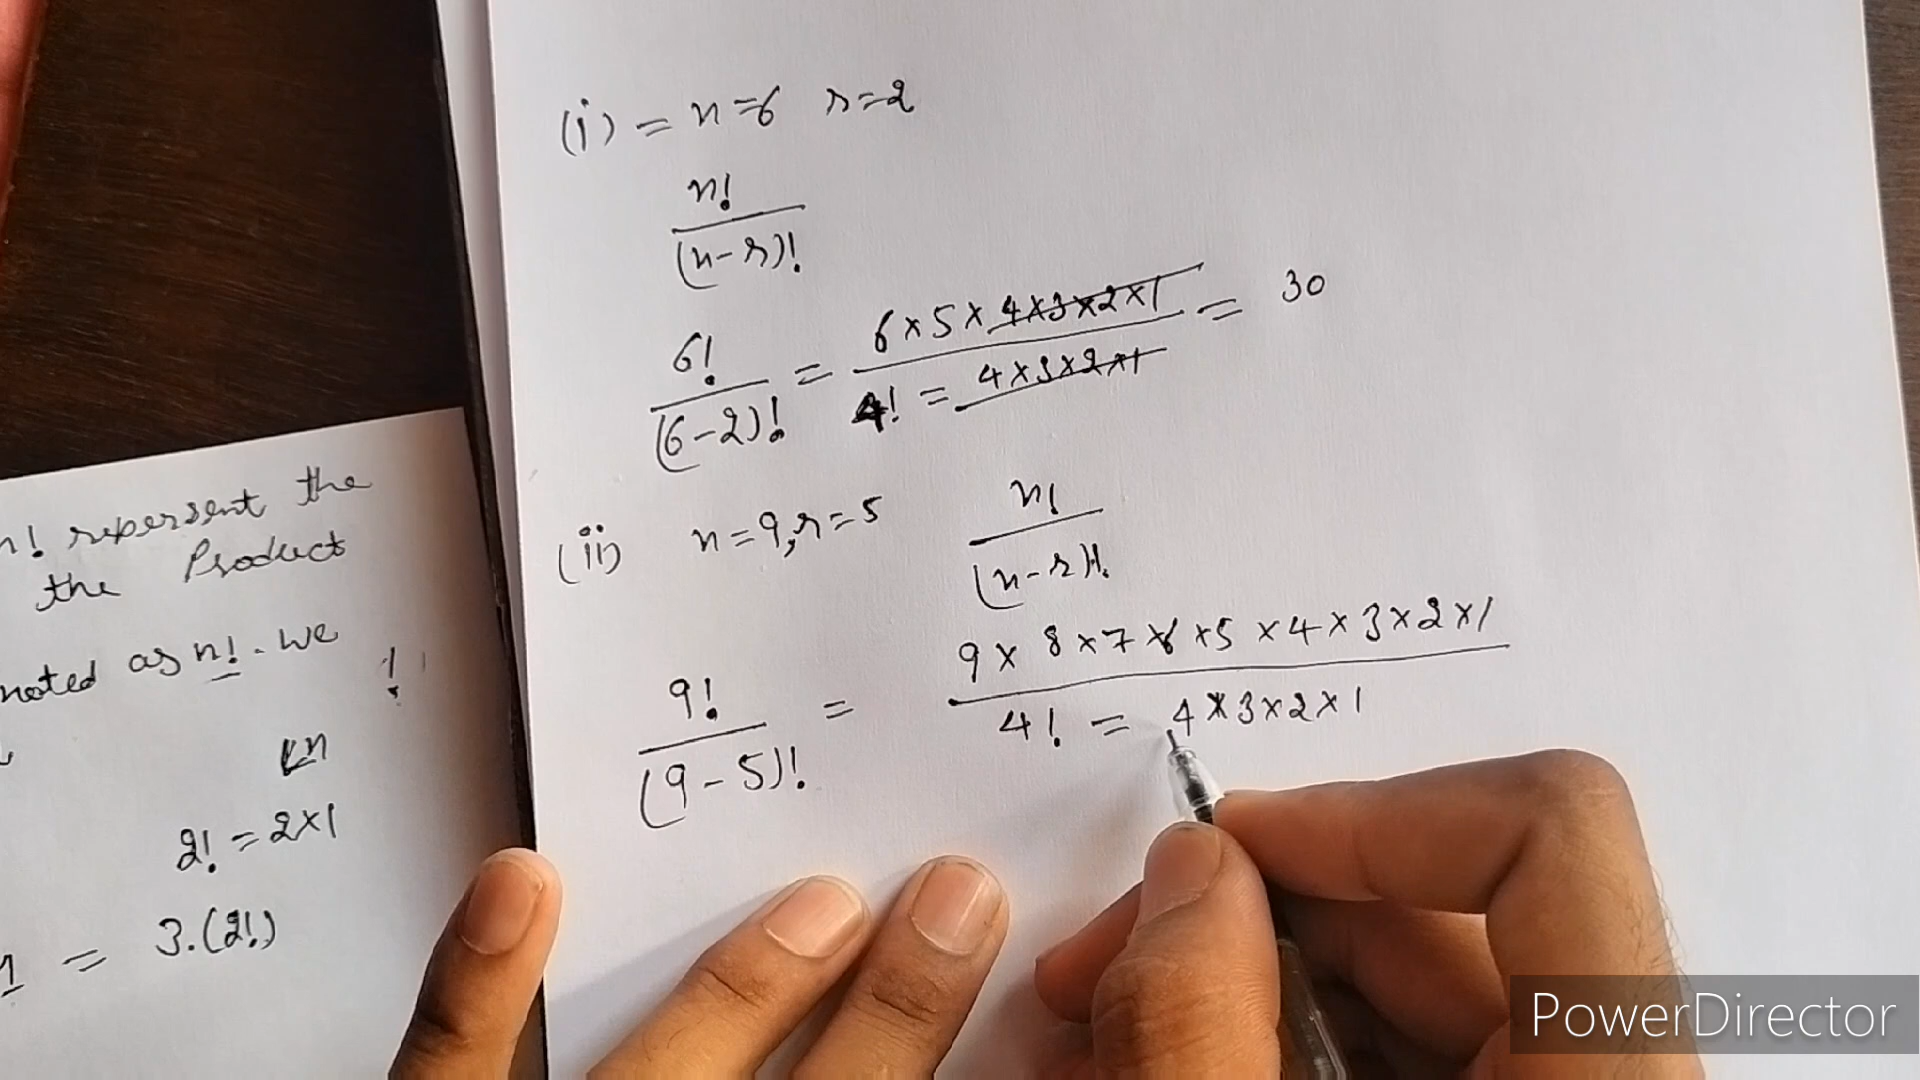 (i) = n=6 r=2
n!
(n-r)!
6! = 6×5×4×3×2×1 = 30
(6-2)! 4! = 4×3×2×1
(ii) n=9, r=5 n!
(n-r)!
9! = 9×8×7×6×5×4×3×2×1
(9-5)! 4! = 4×3×2×1
n! repersent the
the Product
noted as n!. we
!
Ln
2! = 2×1
= 3.(2!)
PowerDirector